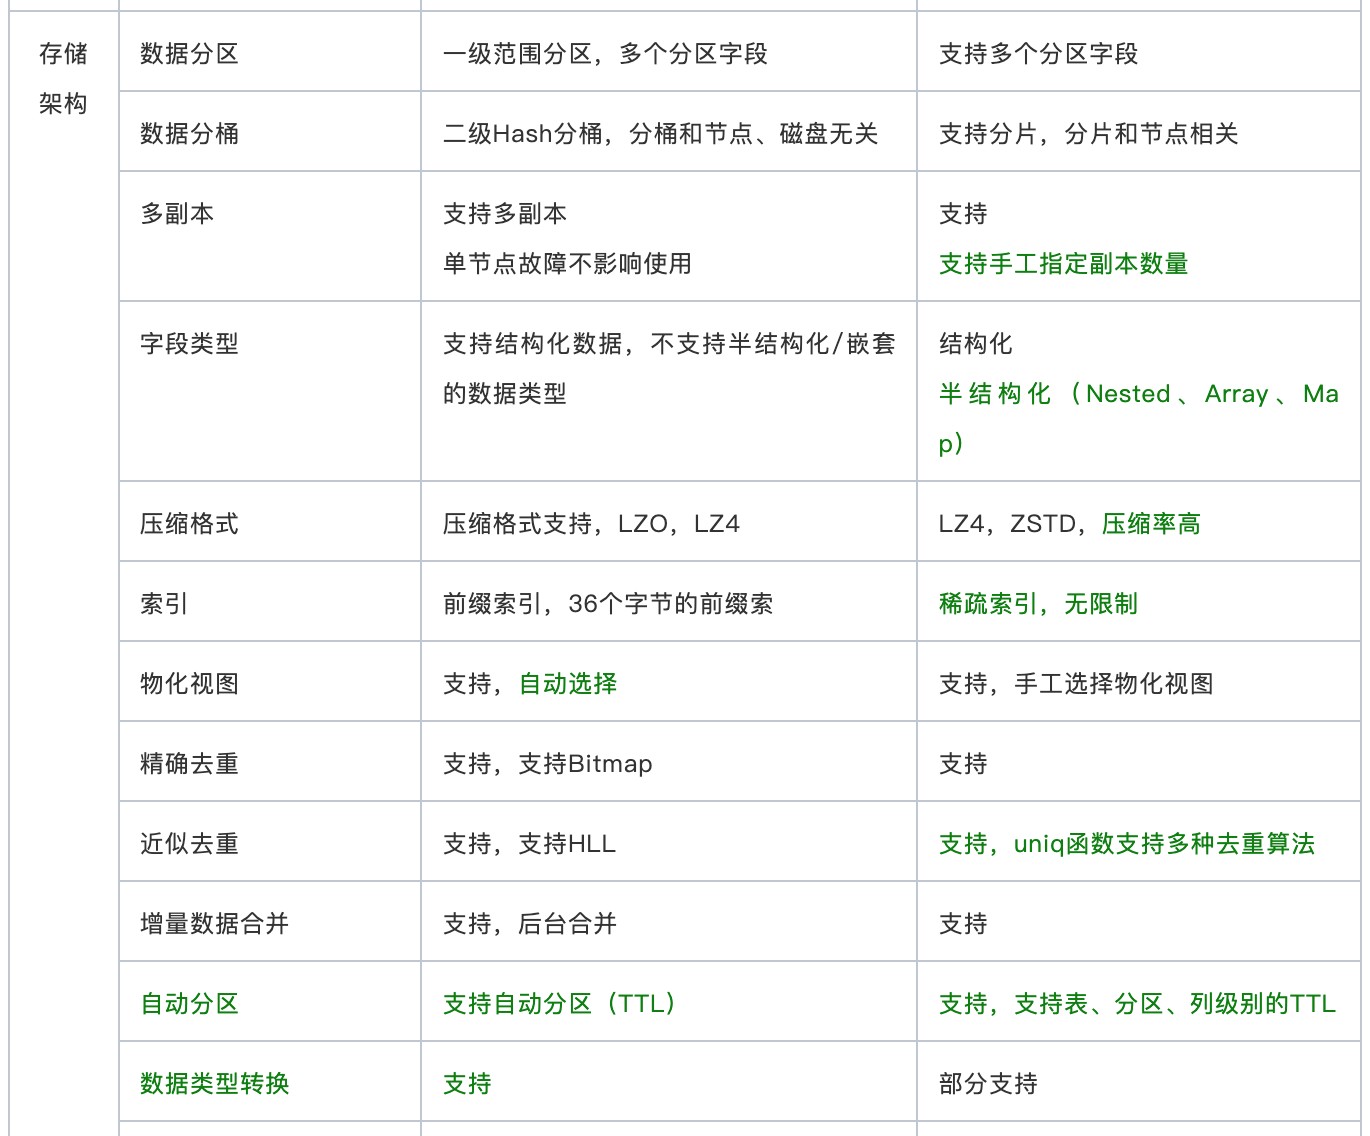 存储
架构
数据分区
一级范围分区，多个分区字段
支持多个分区字段
数据分桶
二级Hash分桶，分桶和节点、磁盘无关
支持分片，分片和节点相关
多副本
支持多副本
单节点故障不影响使用
支持
支持手工指定副本数量
字段类型
支持结构化数据，不支持半结构化/嵌套
的数据类型
结构化
半结构化（Nested、Array、Ma
p）
压缩格式
压缩格式支持，LZO，LZ4
LZ4，ZSTD，压缩率高
索引
前缀索引，36个字节的前缀索
稀疏索引，无限制
物化视图
支持，自动选择
支持，手工选择物化视图
精确去重
支持，支持Bitmap
支持
近似去重
支持，支持HLL
支持，uniq函数支持多种去重算法
增量数据合并
支持，后台合并
支持
自动分区
支持自动分区（TTL）
支持，支持表、分区、列级别的TTL
数据类型转换
支持
部分支持